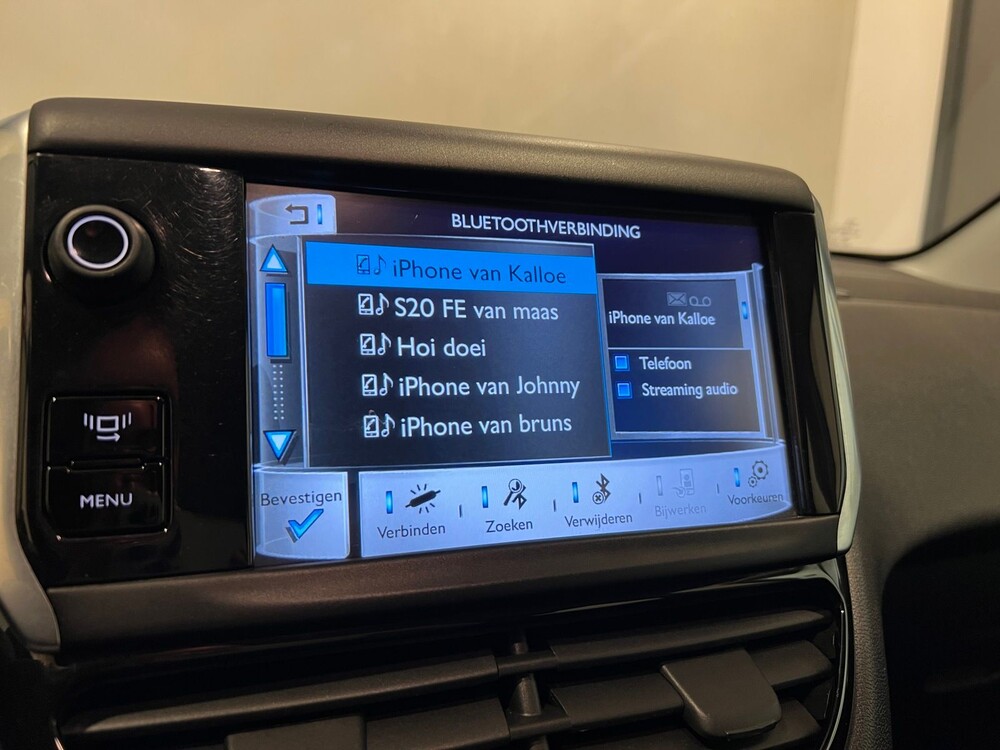 BLUETOOTHVERBINDING
iPhone van Kalloe
S20 FE van maas
Hoi doei
iPhone van Johnny
iPhone van bruns
iPhone van Kalloe
Telefoon
Streaming audio
MENU
Bevestigen
Verbinden
Zoeken
Verwijderen
Bijwerken
Voorkeuren